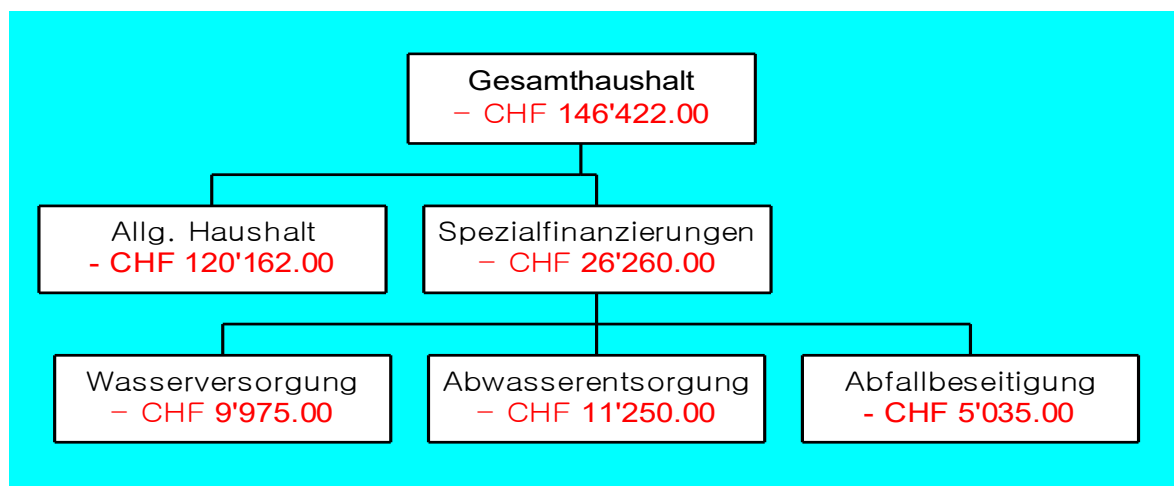 Gesamthaushalt
– CHF 146'422.00
Allg. Haushalt
- CHF 120'162.00
Spezialfinanzierungen
– CHF 26'260.00
Wasserversorgung
– CHF 9'975.00
Abwasserentsorgung
– CHF 11'250.00
Abfallbeseitigung
- CHF 5'035.00